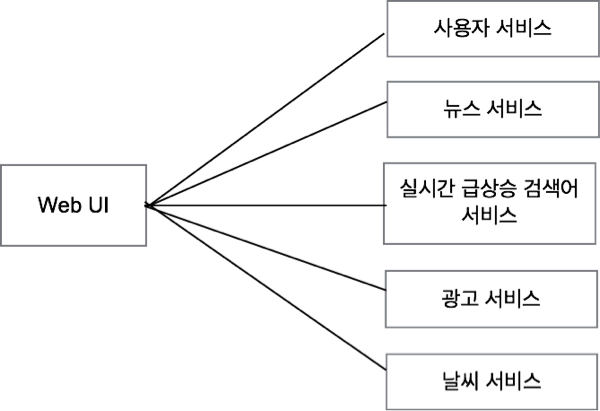 사용자 서비스
뉴스 서비스
Web UI
실시간 급상승 검색어
서비스
광고 서비스
날씨 서비스